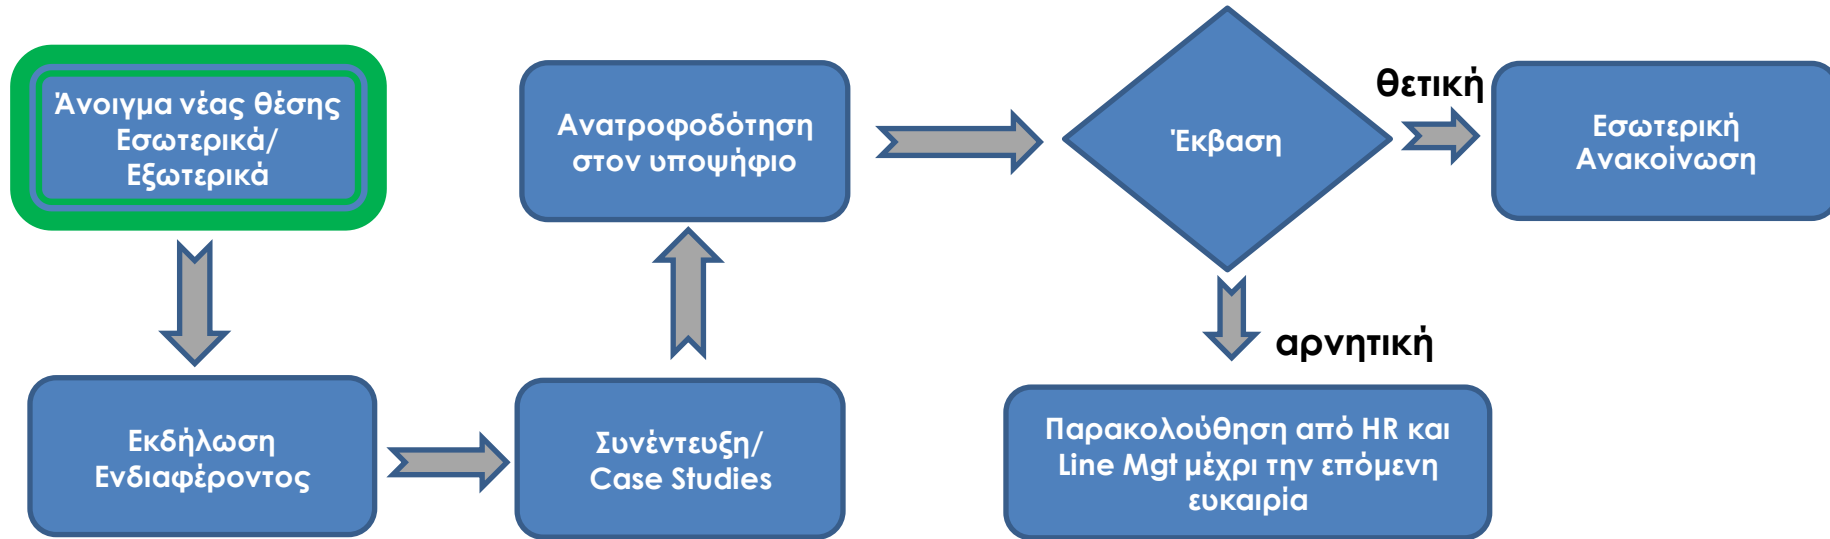 Άνοιγμα νέας θέσης
Εσωτερικά/
Εξωτερικά
Εκδήλωση
Ενδιαφέροντος
Συνέντευξη/
Case Studies
Ανατροφοδότηση
στον υποψήφιο
Έκβαση
θετική
Εσωτερική
Ανακοίνωση
αρνητική
Παρακολούθηση από HR και
Line Mgt μέχρι την επόμενη
ευκαιρία